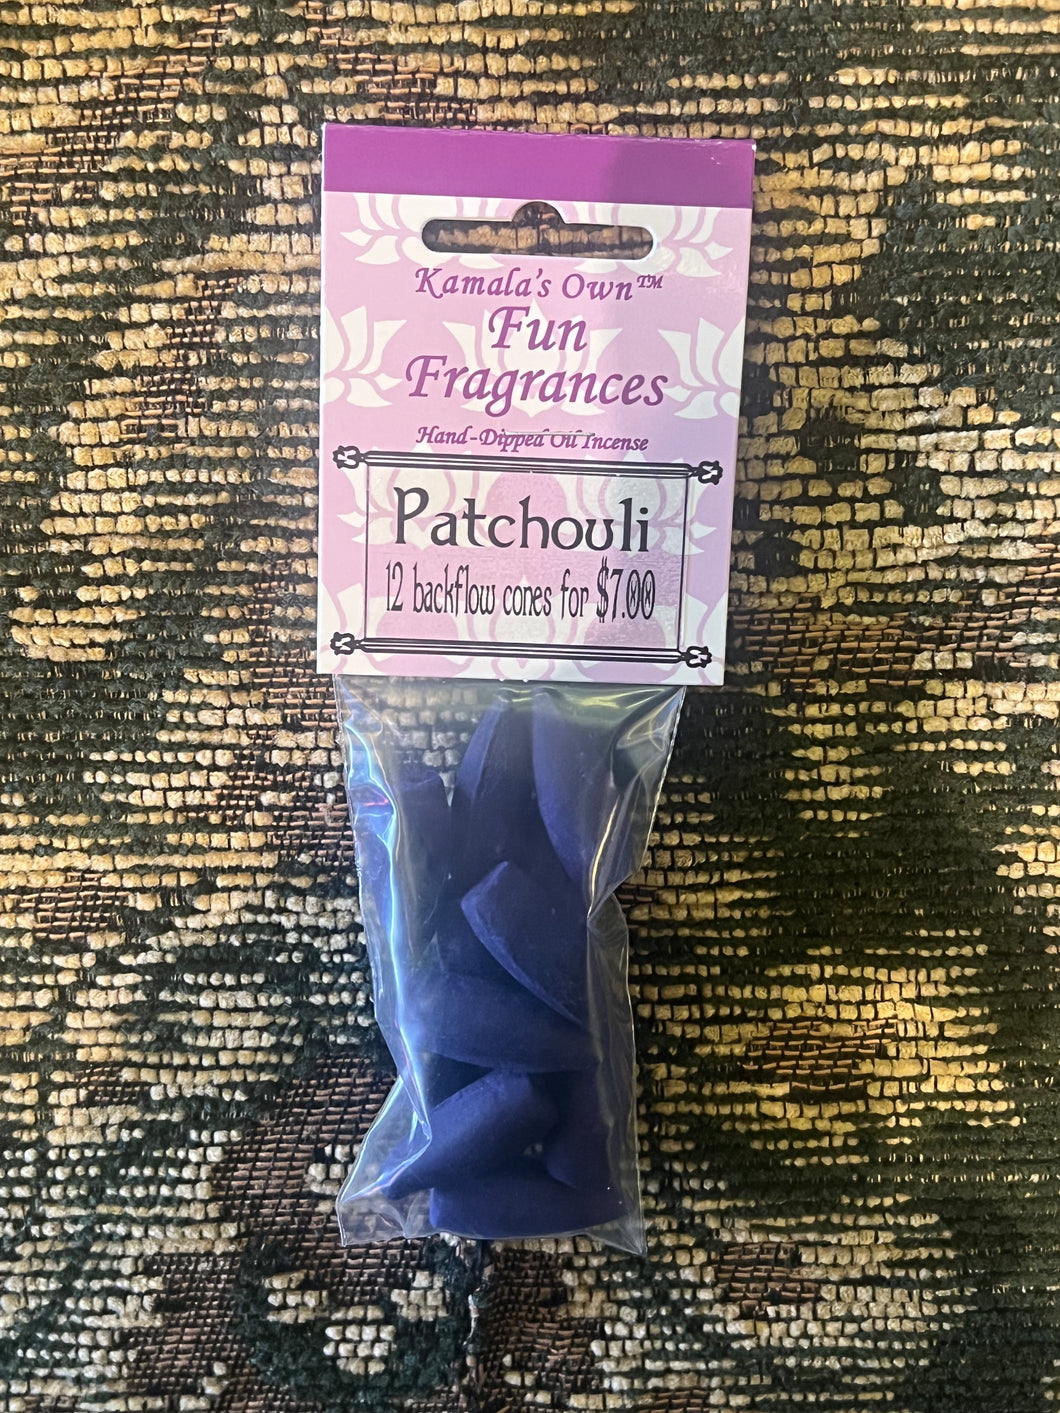 Kamala's Own™
Fun
Fragrances
Hand-Dipped Oil Incense
Patchouli
12 backflow cones for $7.00